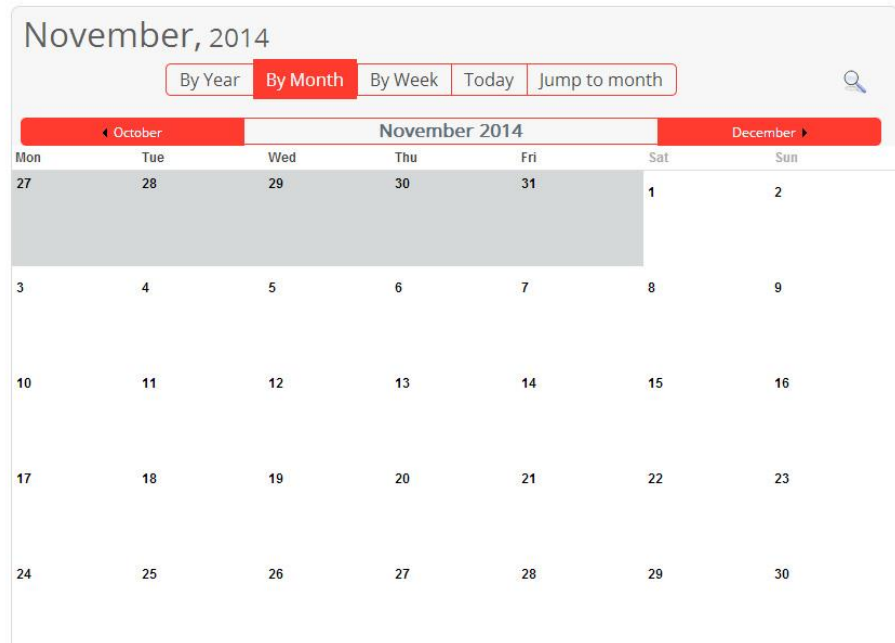 November, 2014
By Year By Month By Week Today Jump to month
October November 2014 December
Mon Tue Wed Thu Fri Sat Sun
27 28 29 30 31 1 2
3 4 5 6 7 8 9
10 11 12 13 14 15 16
17 18 19 20 21 22 23
24 25 26 27 28 29 30